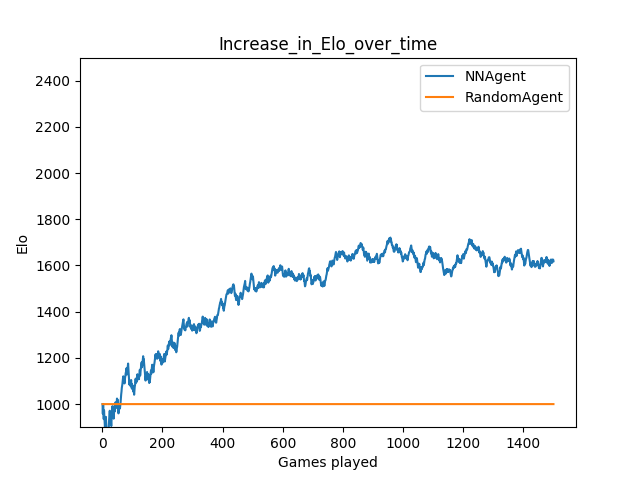 Increase_in_Elo_over_time
NNAgent
RandomAgent
2400
2200
2000
1800
1600
1400
1200
1000
Elo
0 200 400 600 800 1000 1200 1400
Games played